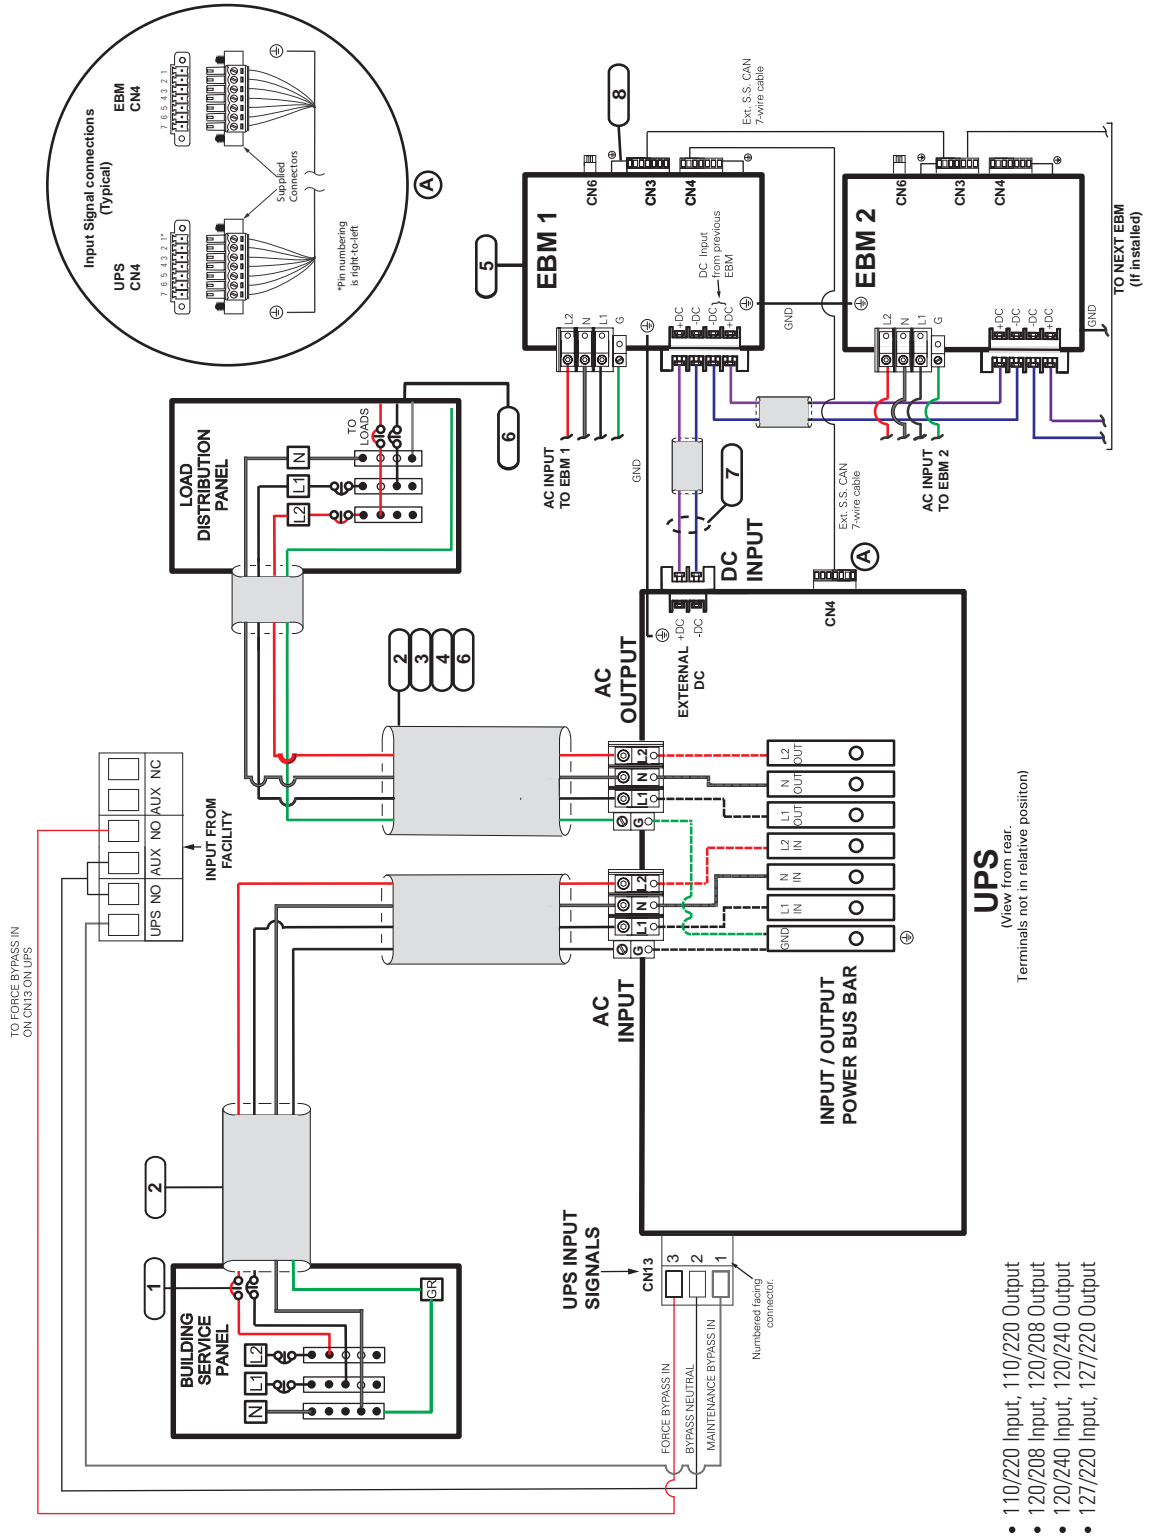 Input Signal connections
(Typical)
UPS
CN4
7 6 5 4 3 2 1*
EBM
CN4
7 6 5 4 3 2 1
Supplied
Connectors
*Pin numbering
is right-to-left
A
TO FORCE BYPASS IN
ON CN13 ON UPS
UPS NO
AUX NO
AUX NC
INPUT FROM
FACILITY
1
2
BUILDING
SERVICE
PANEL
N
L1
L2
GR
LOAD
DISTRIBUTION
PANEL
L2
L1
N
TO
LOADS
6
2
3
4
6
5
EBM 1
CN6
CN3
CN4
8
Ext. S.S. CAN
7-wire cable
L2
N
L1
G
+DC
-DC
-DC
+DC
DC Input
from previous
EBM
AC INPUT
TO EBM 1
GND
GND
EBM 2
CN6
CN3
CN4
L2
N
L1
G
+DC
-DC
-DC
+DC
GND
AC INPUT
TO EBM 2
TO NEXT EBM
(If installed)
7
DC
INPUT
Ext. S.S. CAN
7-wire cable
A
CN4
EXTERNAL
DC
+DC
-DC
AC
OUTPUT
L2
N
L1
G
AC
INPUT
L2
N
L1
G
L2
OUT
N
OUT
L1
OUT
L2
IN
N
IN
L1
IN
GND
INPUT / OUTPUT
POWER BUS BAR
UPS
(View from rear.
Terminals not in relative posiiton)
UPS INPUT
SIGNALS
CN13
3
2
1
Numbered facing
connector.
FORCE BYPASS IN
BYPASS NEUTRAL
MAINTENANCE BYPASS IN
• 110/220 Input, 110/220 Output
• 120/208 Input, 120/208 Output
• 120/240 Input, 120/240 Output
• 127/220 Input, 127/220 Output